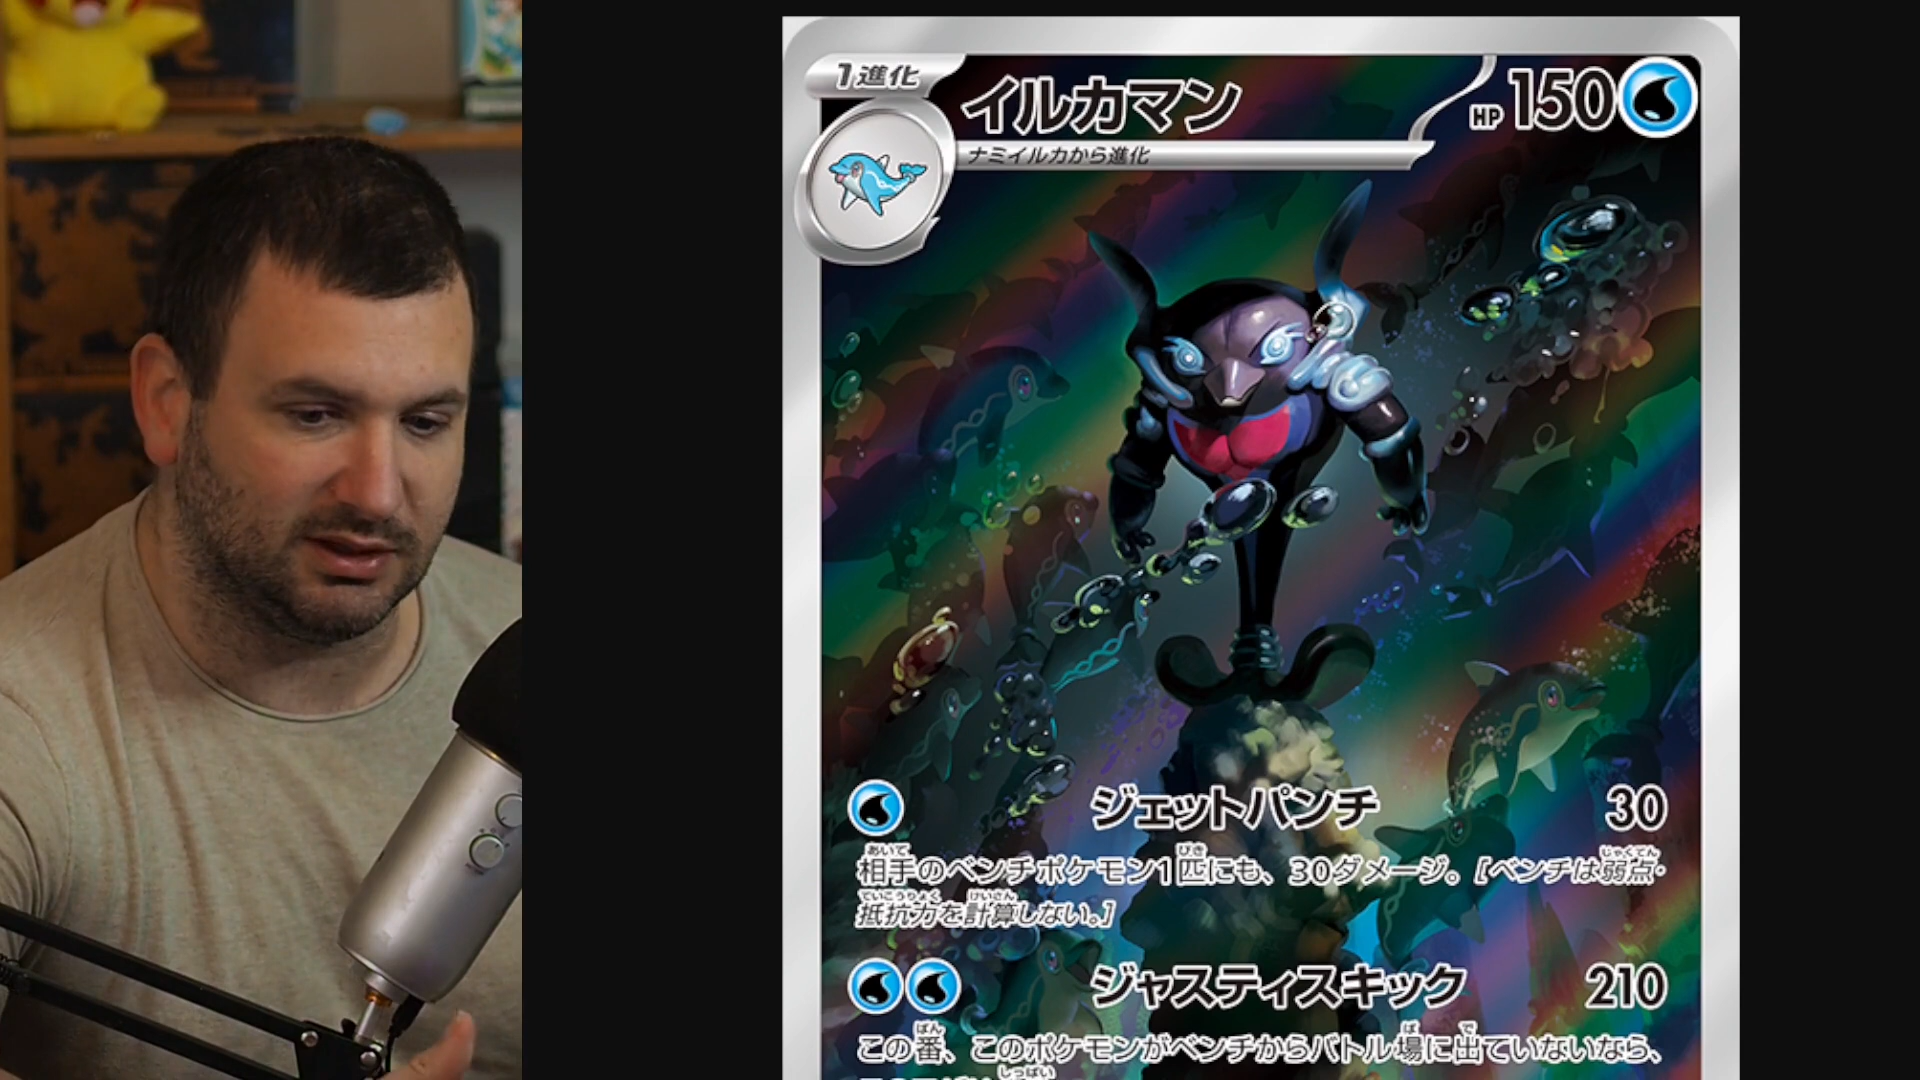 1進化
イルカマン
HP 150
ナミイルカから進化
ジェットパンチ 30
相手のベンチポケモン1匹にも、30ダメージ。[ベンチは弱点・
抵抗力を計算しない。]
ジャスティスキック 210
この番、このポケモンがベンチからバトル場に出ていないなら、